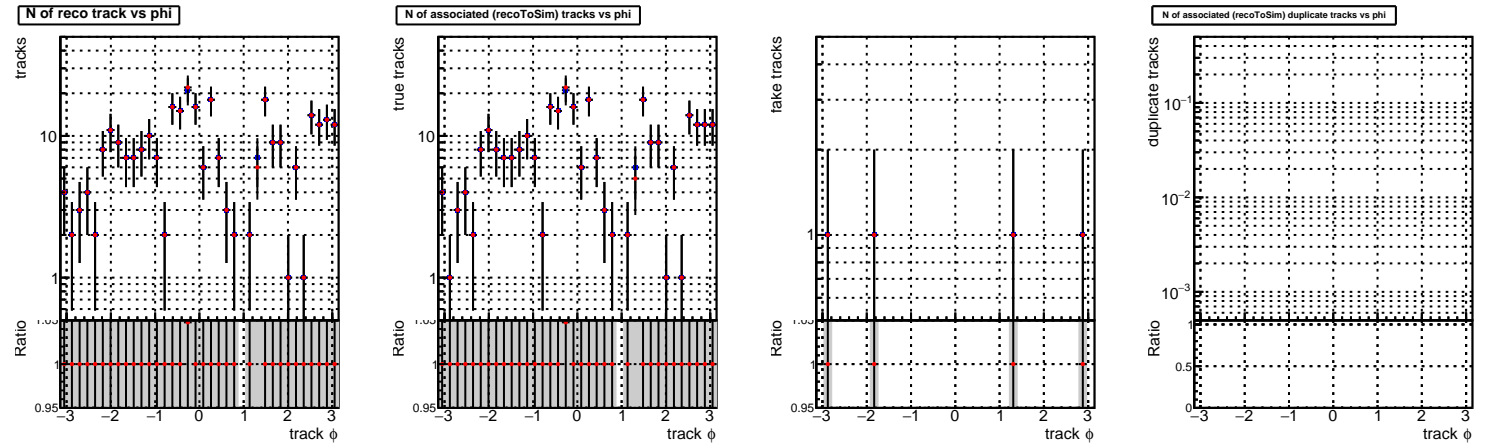 N of reco track vs phi
tracks
10
1
Ratio
1.05
1
0.95
−3 −2 −1 0 1 2 3
track ϕ
N of associated (recoToSim) tracks vs phi
true tracks
10
1
Ratio
1.05
1
0.95
−3 −2 −1 0 1 2 3
track ϕ
fake tracks
1
Ratio
1.05
1
0.95
−3 −2 −1 0 1 2 3
track ϕ
N of associated (recoToSim) duplicate tracks vs phi
duplicate tracks
10⁻¹
10⁻²
10⁻³
Ratio
1
0.5
0
−3 −2 −1 0 1 2 3
track ϕ